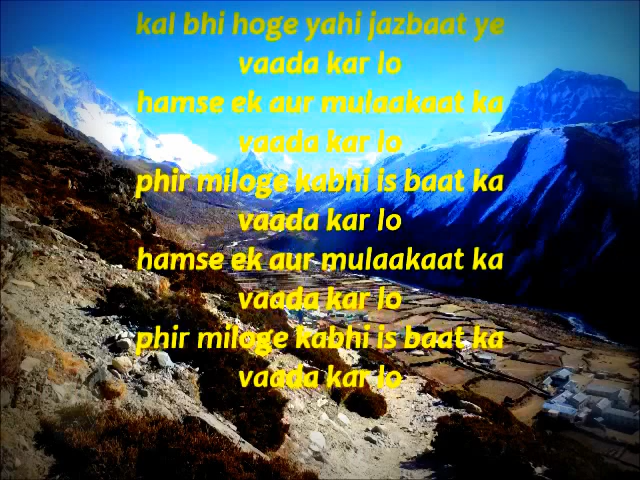 kal bhi hoge yahi jazbaat ye
vaada kar lo
hamse ek aur mulaakaat ka
vaada kar lo
phir miloge kabhi is baat ka
vaada kar lo
hamse ek aur mulaakaat ka
vaada kar lo
phir miloge kabhi is baat ka
vaada kar lo